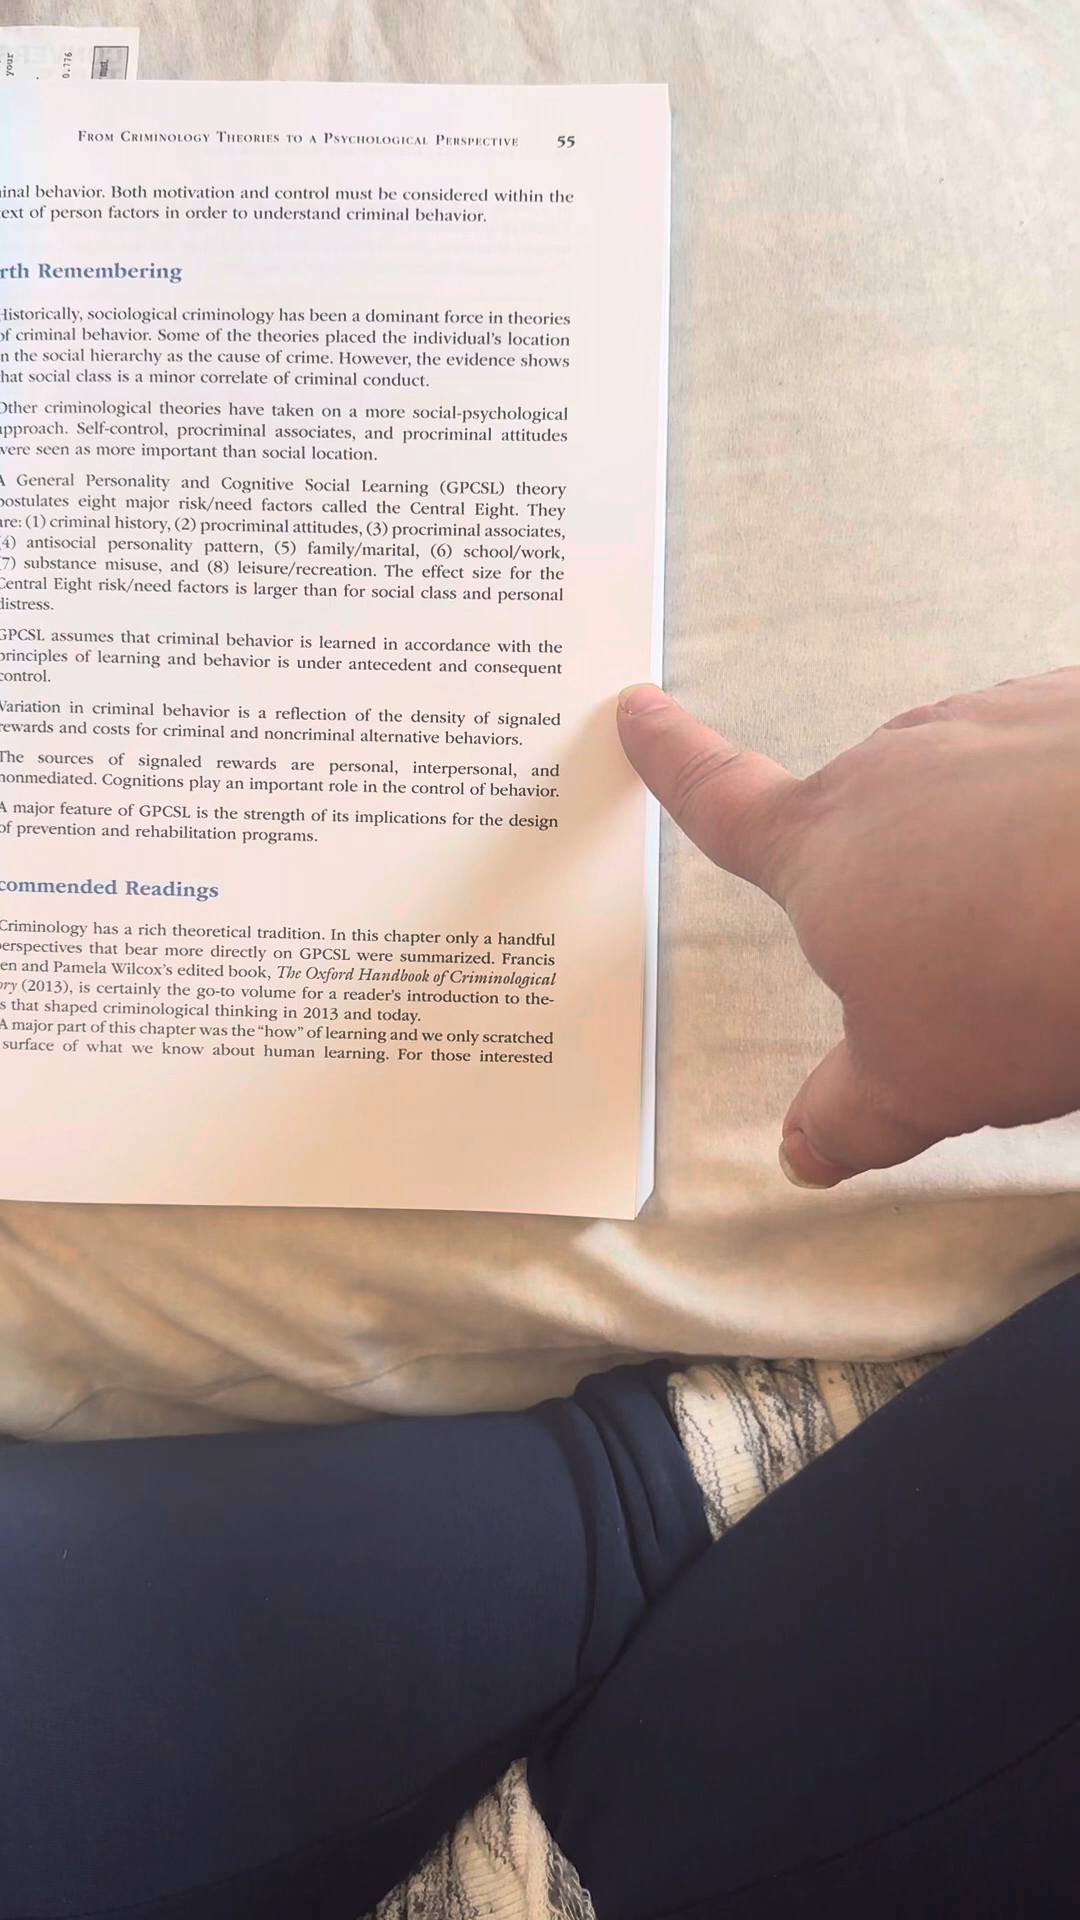 your
0.776
must
FROM CRIMINOLOGY THEORIES TO A PSYCHOLOGICAL PERSPECTIVE 55
inal behavior. Both motivation and control must be considered within the
ext of person factors in order to understand criminal behavior.
rth Remembering
Historically, sociological criminology has been a dominant force in theories
of criminal behavior. Some of the theories placed the individual's location
n the social hierarchy as the cause of crime. However, the evidence shows
hat social class is a minor correlate of criminal conduct.
Other criminological theories have taken on a more social-psychological
approach. Self-control, procriminal associates, and procriminal attitudes
were seen as more important than social location.
A General Personality and Cognitive Social Learning (GPCSL) theory
postulates eight major risk/need factors called the Central Eight. They
are: (1) criminal history, (2) procriminal attitudes, (3) procriminal associates,
(4) antisocial personality pattern, (5) family/marital, (6) school/work,
(7) substance misuse, and (8) leisure/recreation. The effect size for the
Central Eight risk/need factors is larger than for social class and personal
distress.
GPCSL assumes that criminal behavior is learned in accordance with the
principles of learning and behavior is under antecedent and consequent
control.
Variation in criminal behavior is a reflection of the density of signaled
rewards and costs for criminal and noncriminal alternative behaviors.
The sources of signaled rewards are personal, interpersonal, and
nonmediated. Cognitions play an important role in the control of behavior.
A major feature of GPCSL is the strength of its implications for the design
of prevention and rehabilitation programs.
commended Readings
Criminology has a rich theoretical tradition. In this chapter only a handful
perspectives that bear more directly on GPCSL were summarized. Francis
en and Pamela Wilcox's edited book, The Oxford Handbook of Criminological
ory (2013), is certainly the go-to volume for a reader's introduction to the-
s that shaped criminological thinking in 2013 and today.
A major part of this chapter was the "how" of learning and we only scratched
surface of what we know about human learning. For those interested